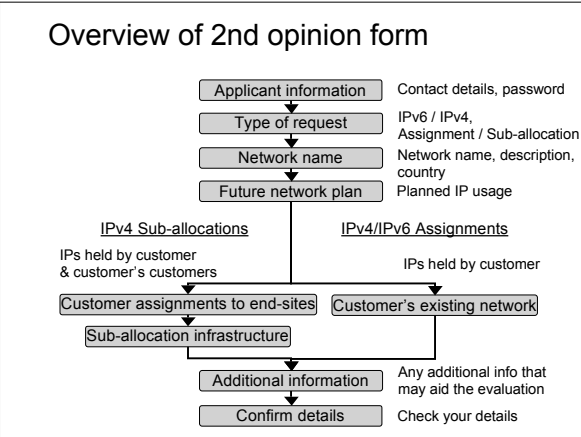 Overview of 2nd opinion form
Applicant information
Contact details, password
Type of request
IPv6 / IPv4,
Assignment / Sub-allocation
Network name
Network name, description,
country
Future network plan
Planned IP usage
IPv4 Sub-allocations
IPv4/IPv6 Assignments
IPs held by customer
& customer's customers
IPs held by customer
Customer assignments to end-sites
Customer's existing network
Sub-allocation infrastructure
Additional information
Any additional info that
may aid the evaluation
Confirm details
Check your details